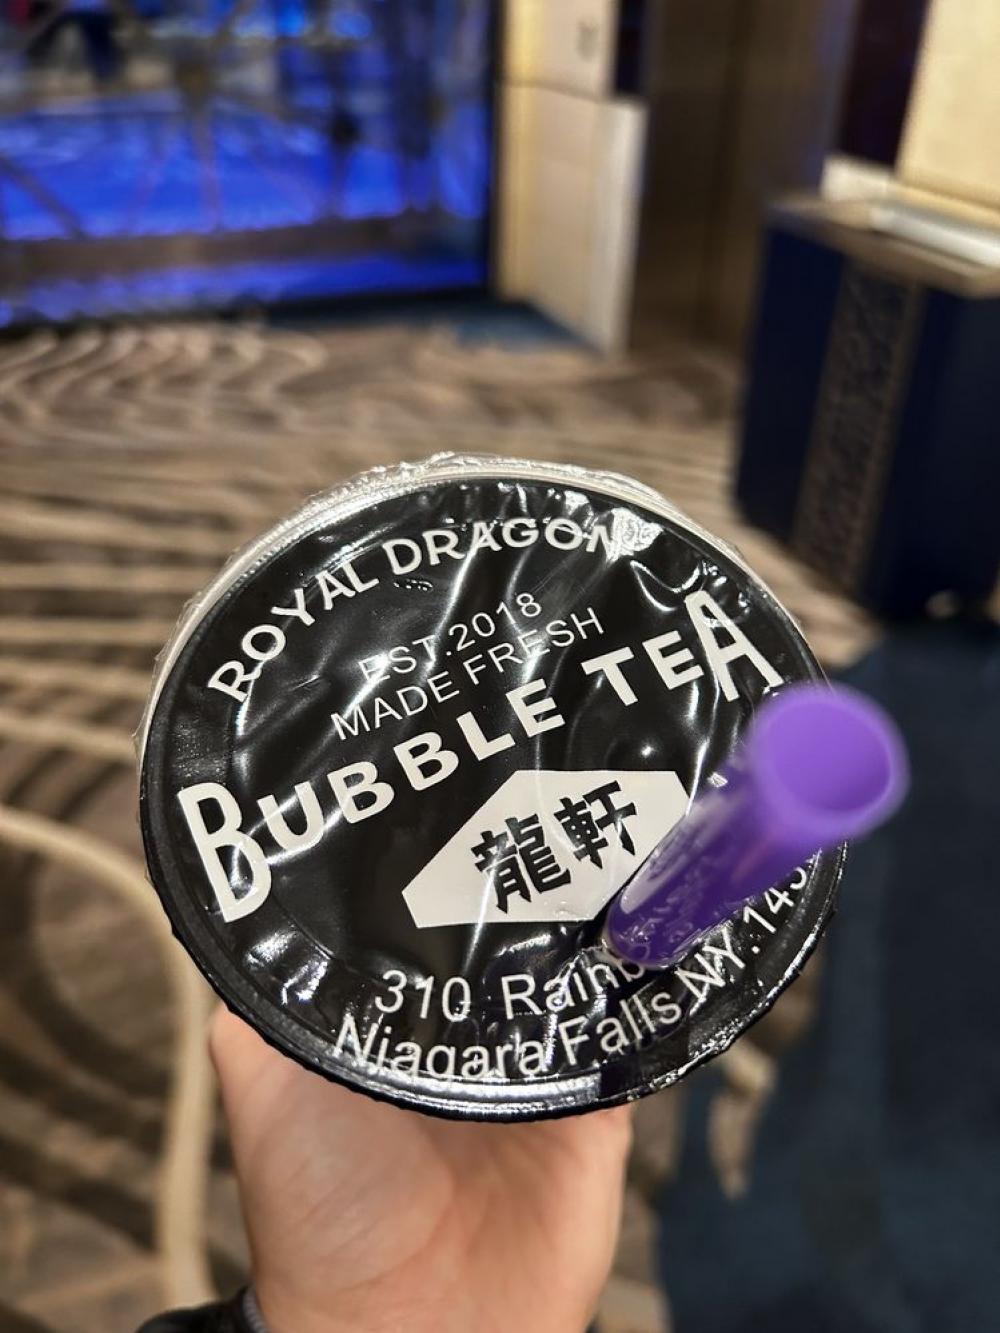 ROYAL DRAGON
EST.2018
MADE FRESH
BUBBLE TEA
龍軒
310
Niagara Falls NY.